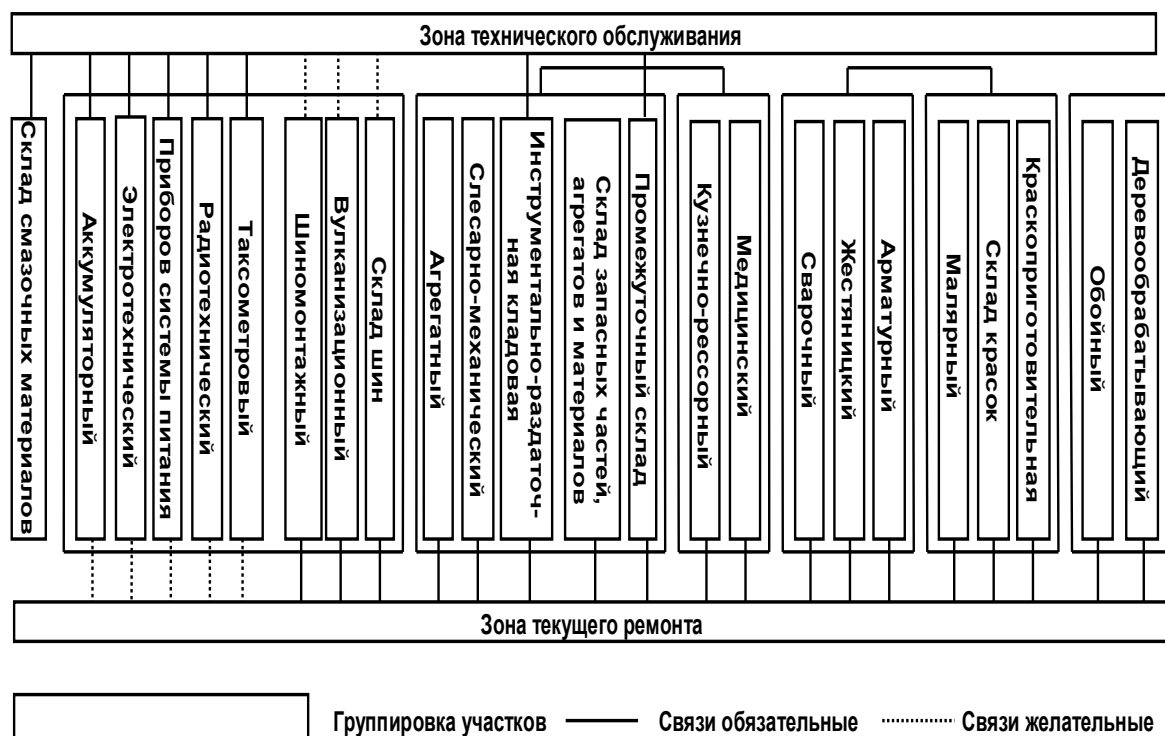 Зона технического обслуживания
Склад смазочных материалов
Аккумуляторный
Электротехнический
Приборов системы питания
Радиотехнический
Таксометровый
Шиномонтажный
Вулканизационный
Склад шин
Агрегатный
Слесарно-механический
Инструментально-раздаточ-
ная кладовая
Склад запасных частей,
агрегатов и материалов
Промежуточный склад
Кузнечно-рессорный
Медицинский
Сварочный
Жестяницкий
Арматурный
Малярный
Склад красок
Краскоприготовительная
Обойный
Деревообрабатывающий
Зона текущего ремонта
Группировка участков
Связи обязательные
Связи желательные